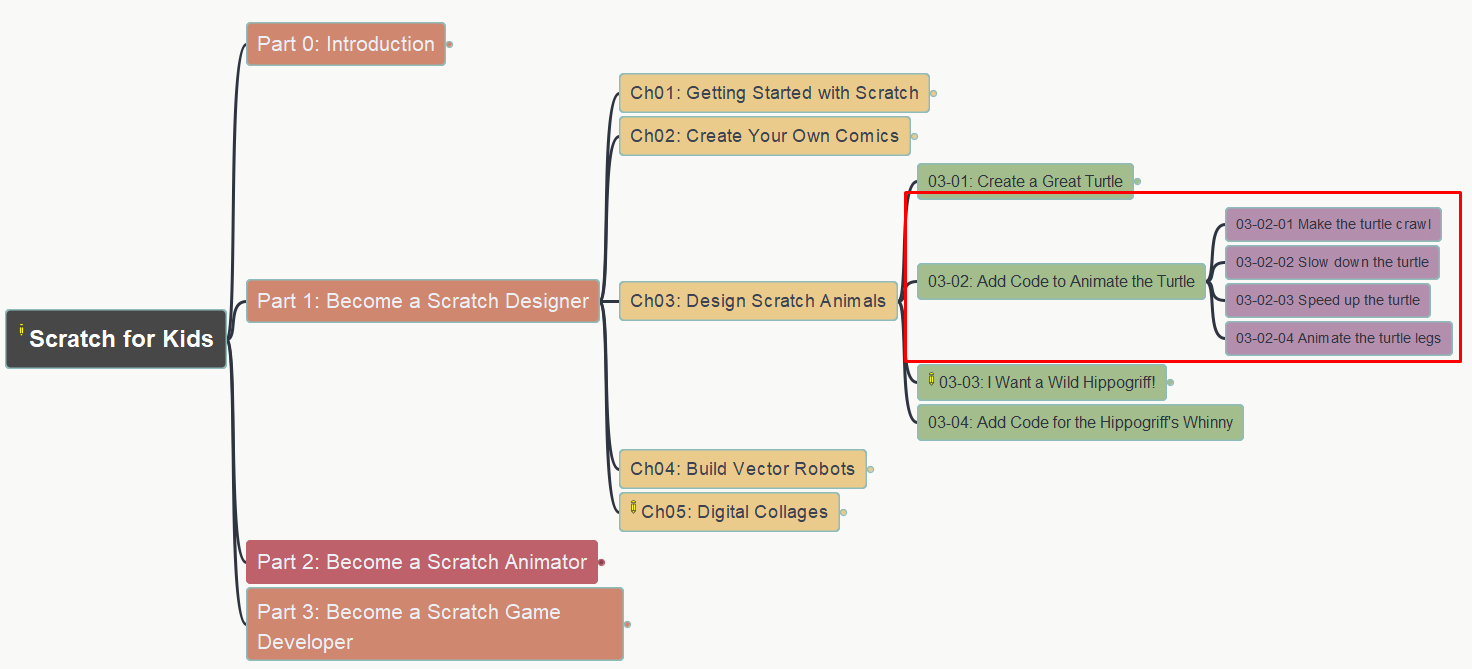 Scratch for Kids
Part 0: Introduction
Part 1: Become a Scratch Designer
Ch01: Getting Started with Scratch
Ch02: Create Your Own Comics
Ch03: Design Scratch Animals
03-01: Create a Great Turtle
03-02: Add Code to Animate the Turtle
03-02-01 Make the turtle crawl
03-02-02 Slow down the turtle
03-02-03 Speed up the turtle
03-02-04 Animate the turtle legs
03-03: I Want a Wild Hippogriff!
03-04: Add Code for the Hippogriff's Whinny
Ch04: Build Vector Robots
Ch05: Digital Collages
Part 2: Become a Scratch Animator
Part 3: Become a Scratch Game
Developer